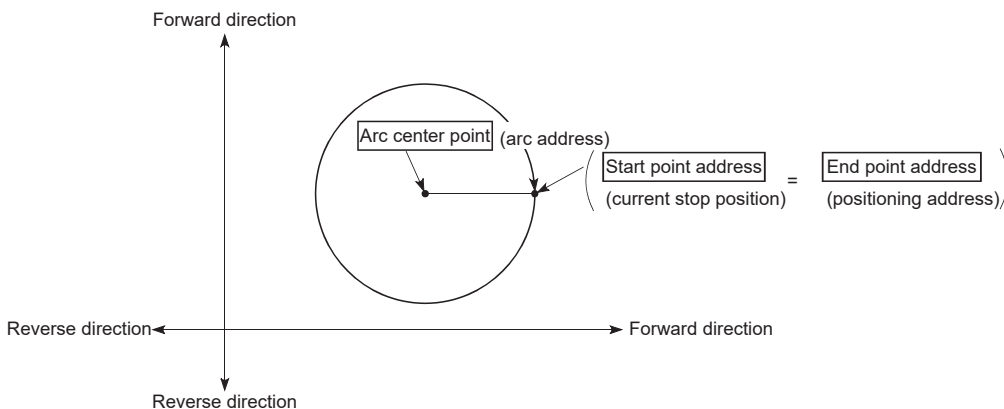 Forward direction
Arc center point (arc address)
Start point address = End point address
(current stop position) (positioning address)
Reverse direction Forward direction
Reverse direction